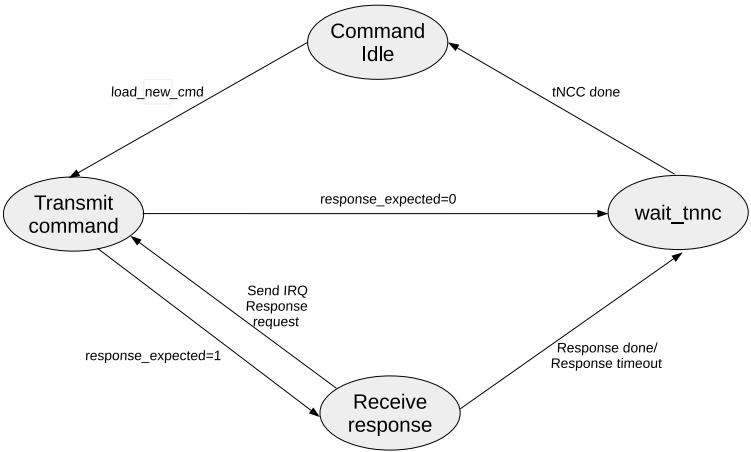 Command
Idle
load_new_cmd
tNCC done
Transmit
command
response_expected=0
wait_tnnc
Send IRQ
Response
request
response_expected=1
Response done/
Response timeout
Receive
response